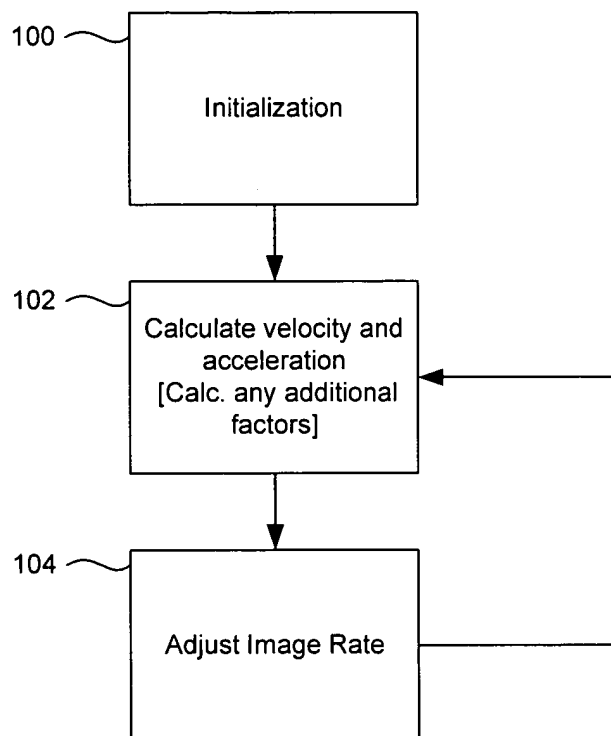 100
Initialization
102
Calculate velocity and
acceleration
[Calc. any additional
factors]
104
Adjust Image Rate